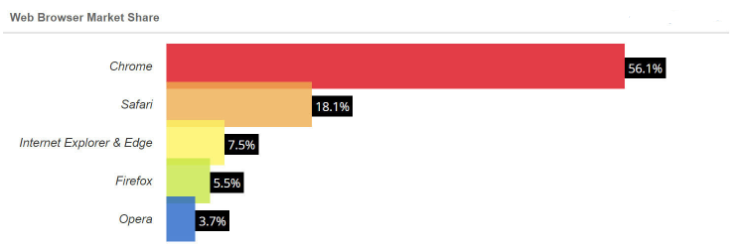 Web Browser Market Share
Chrome 56.1%
Safari 18.1%
Internet Explorer & Edge 7.5%
Firefox 5.5%
Opera 3.7%